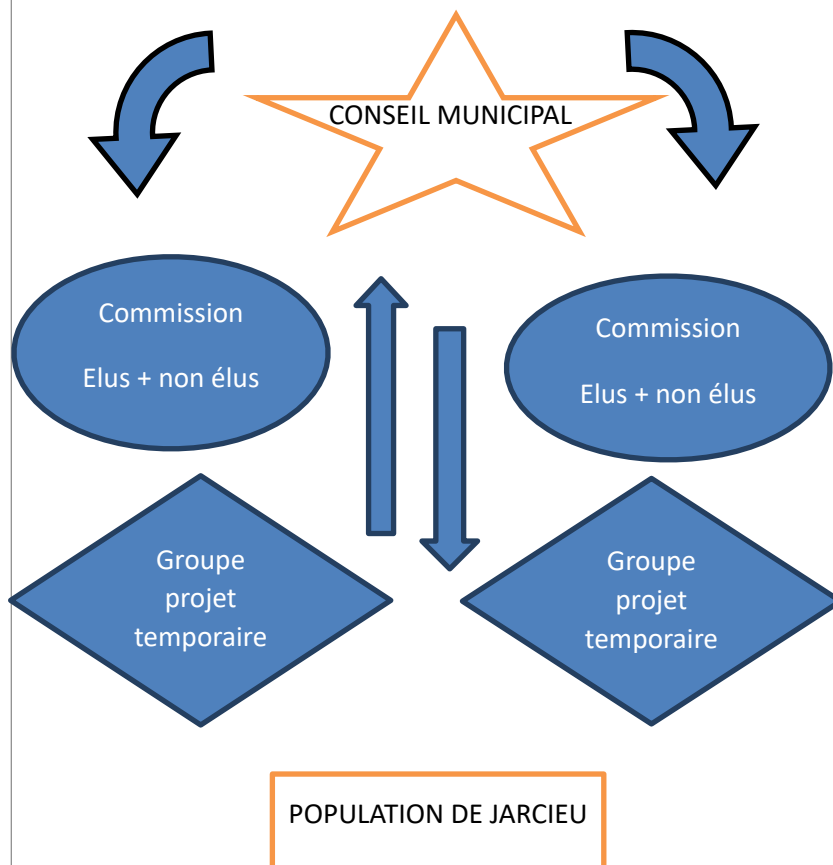 CONSEIL MUNICIPAL
Commission
Elus + non élus
Commission
Elus + non élus
Groupe
projet
temporaire
Groupe
projet
temporaire
POPULATION DE JARCIEU